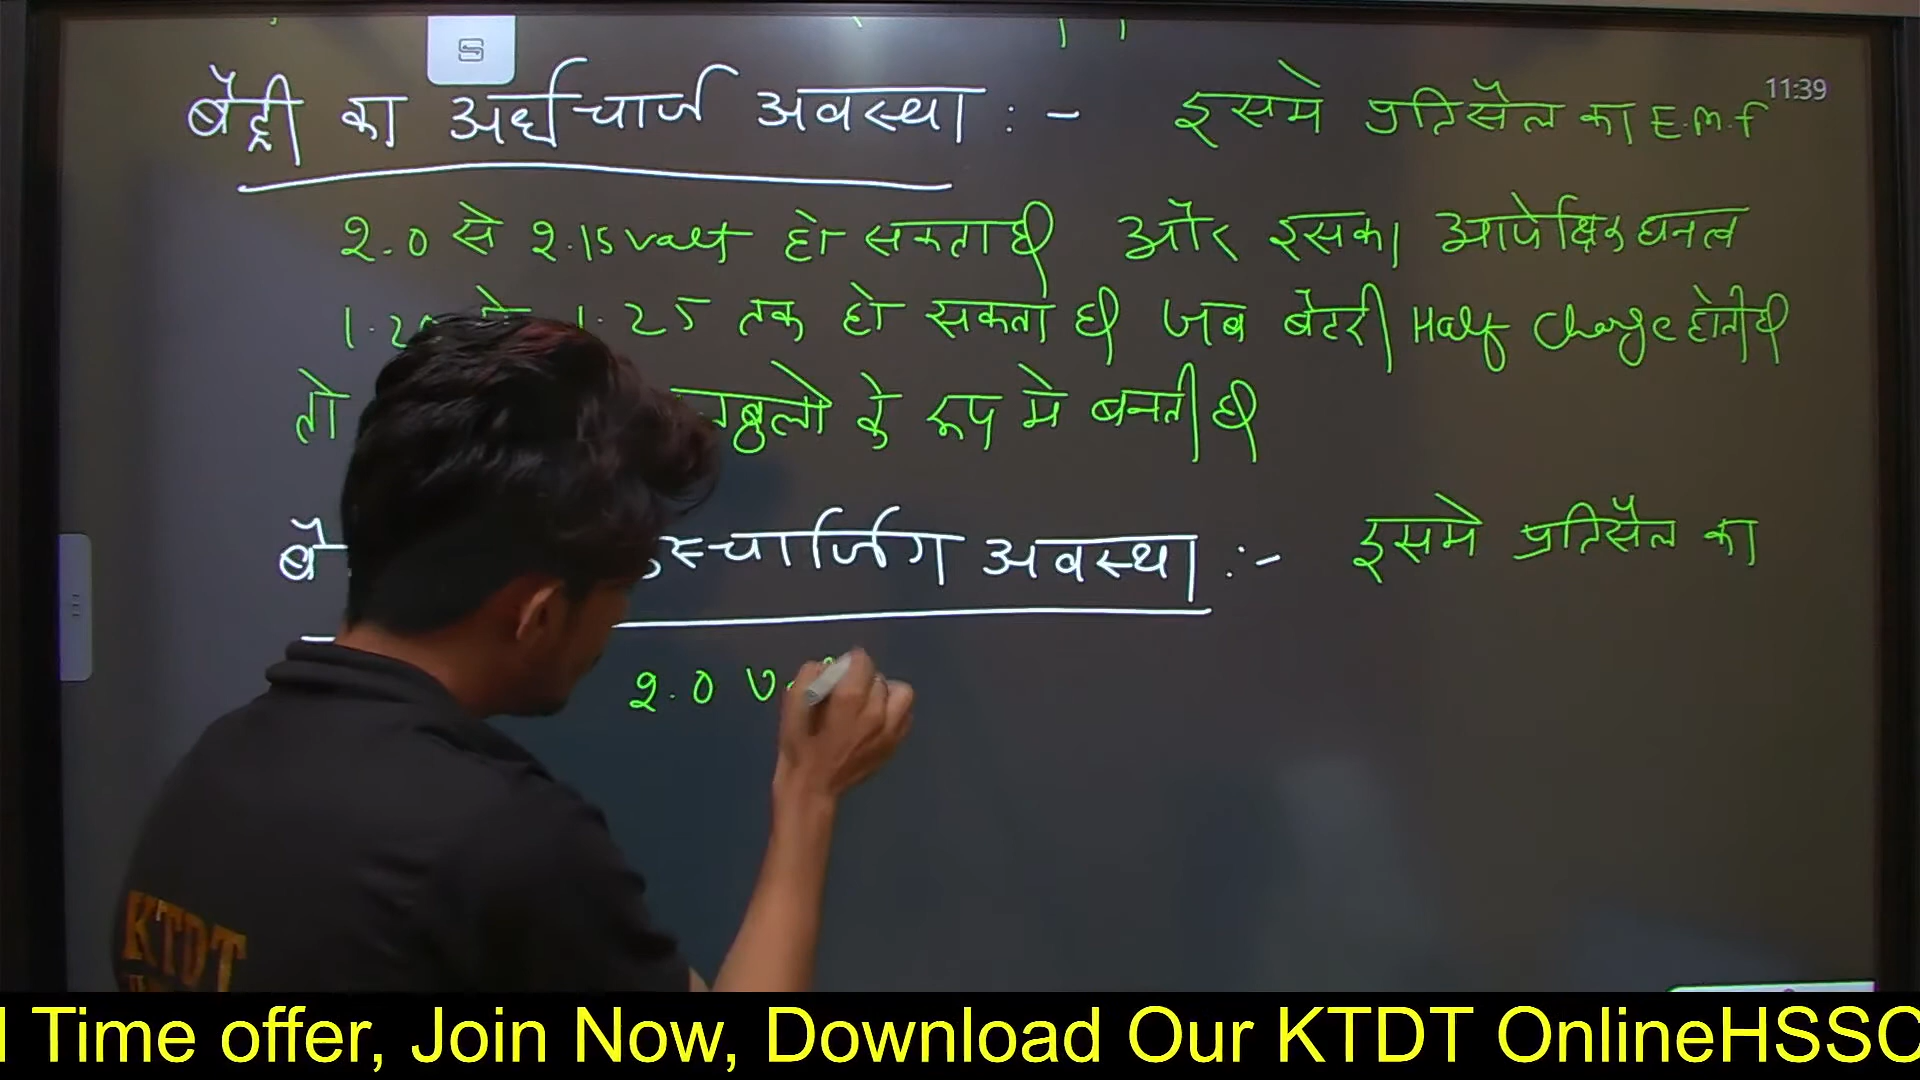 बैट्री का अर्धचार्ज अवस्था :- इसमे प्रतिसैल का E.m.f
11:39
2.0 से 2.15 valt हो सकता है और इसका आपेक्षिक घनत्व
1.25 तक हो सकता है जब बैटरी Half Charge होती है
तो के रूप मे बनती है
अवस्था :- इसमे प्रतिसैल का
2.0
KTDT
Time offer, Join Now, Download Our KTDT OnlineHSSC